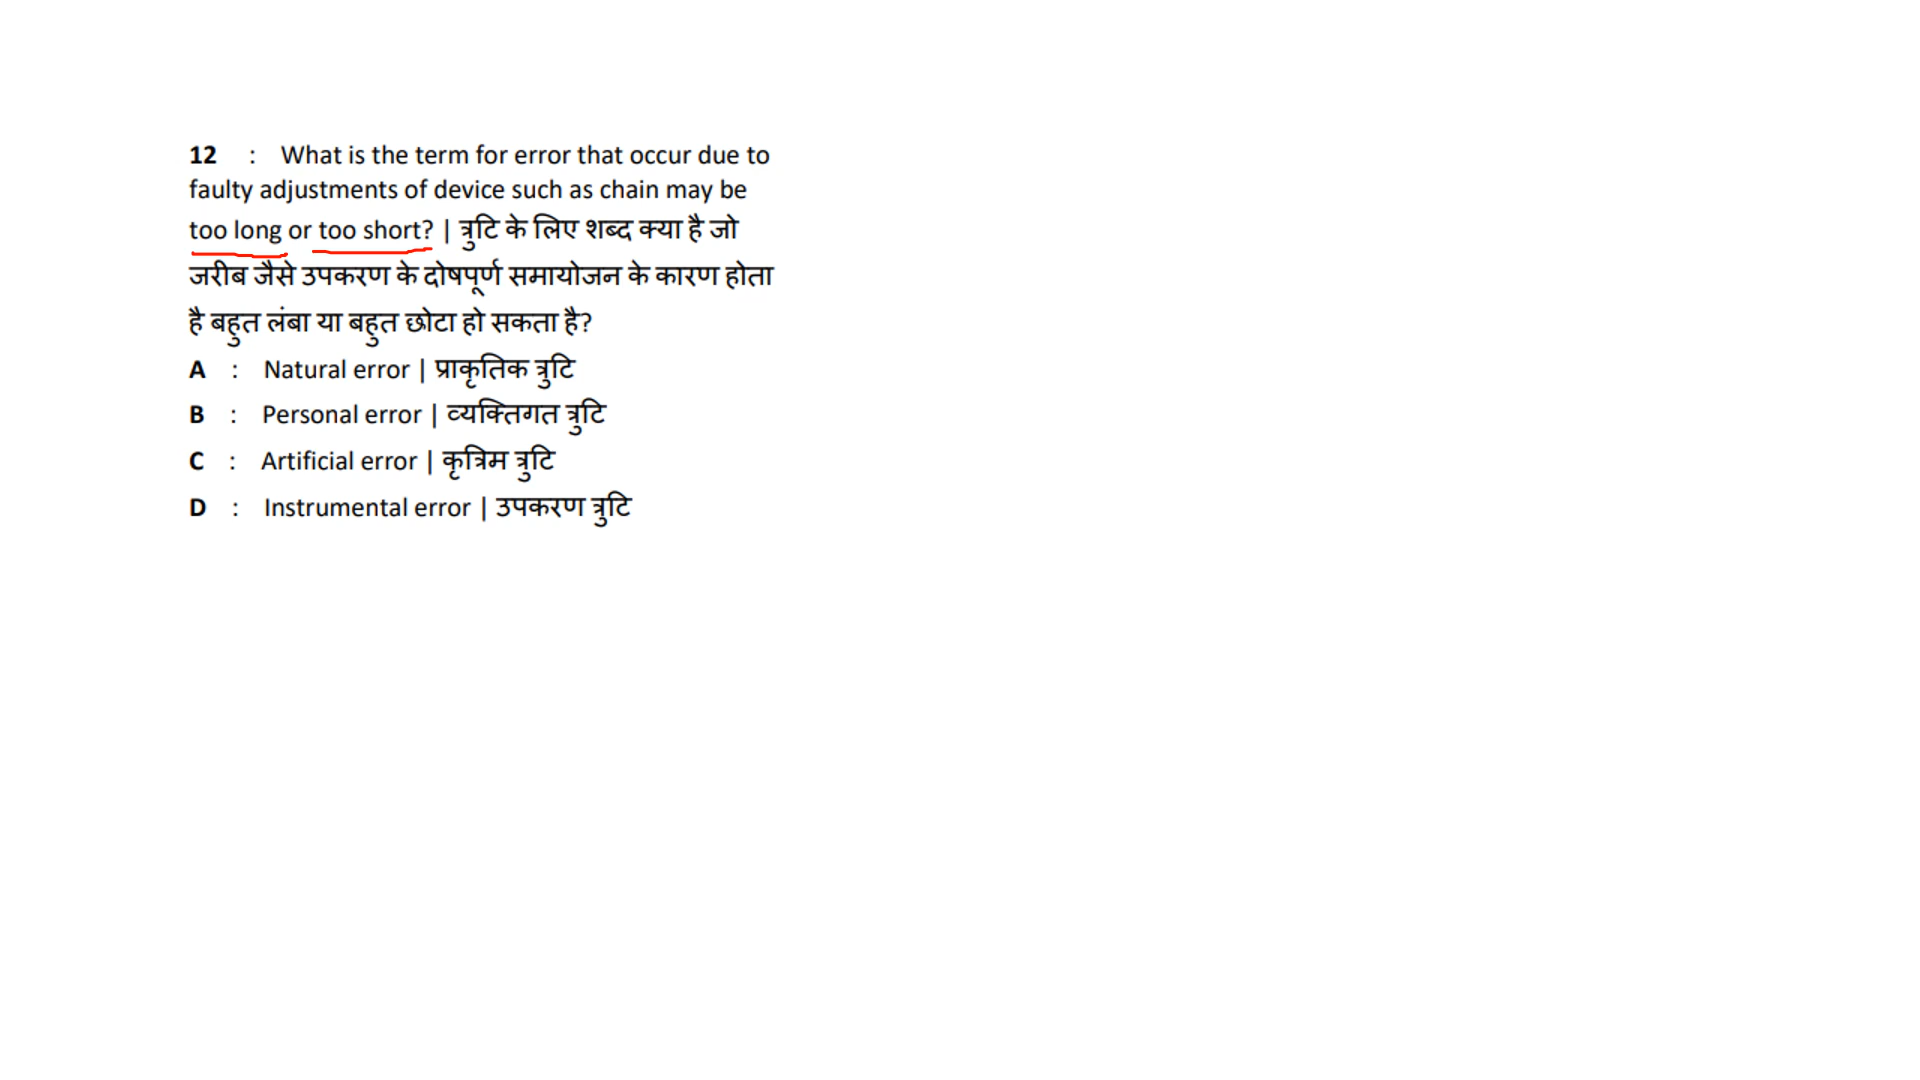 12 : What is the term for error that occur due to
faulty adjustments of device such as chain may be
too long or too short? | त्रुटि के लिए शब्द क्या है जो
जरीब जैसे उपकरण के दोषपूर्ण समायोजन के कारण होता
है बहुत लंबा या बहुत छोटा हो सकता है?
A : Natural error | प्राकृतिक त्रुटि
B : Personal error | व्यक्तिगत त्रुटि
C : Artificial error | कृत्रिम त्रुटि
D : Instrumental error | उपकरण त्रुटि